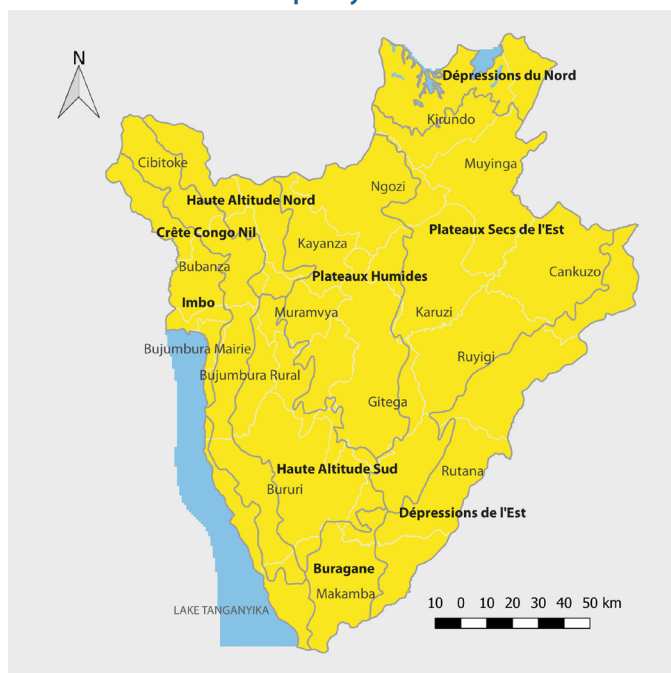 N
Dépressions du Nord
Kirundo
Cibitoke
Muyinga
Ngozi
Haute Altitude Nord
Crête Congo Nil
Plateaux Secs de l'Est
Kayanza
Bubanza
Plateaux Humides
Cankuzo
Imbo
Muramvya
Karuzi
Bujumbura Mairie
Ruyigi
Bujumbura Rural
Gitega
Haute Altitude Sud
Rutana
Bururi
Dépressions de l'Est
Buragane
Makamba
LAKE TANGANYIKA
10 0 10 20 30 40 50 km